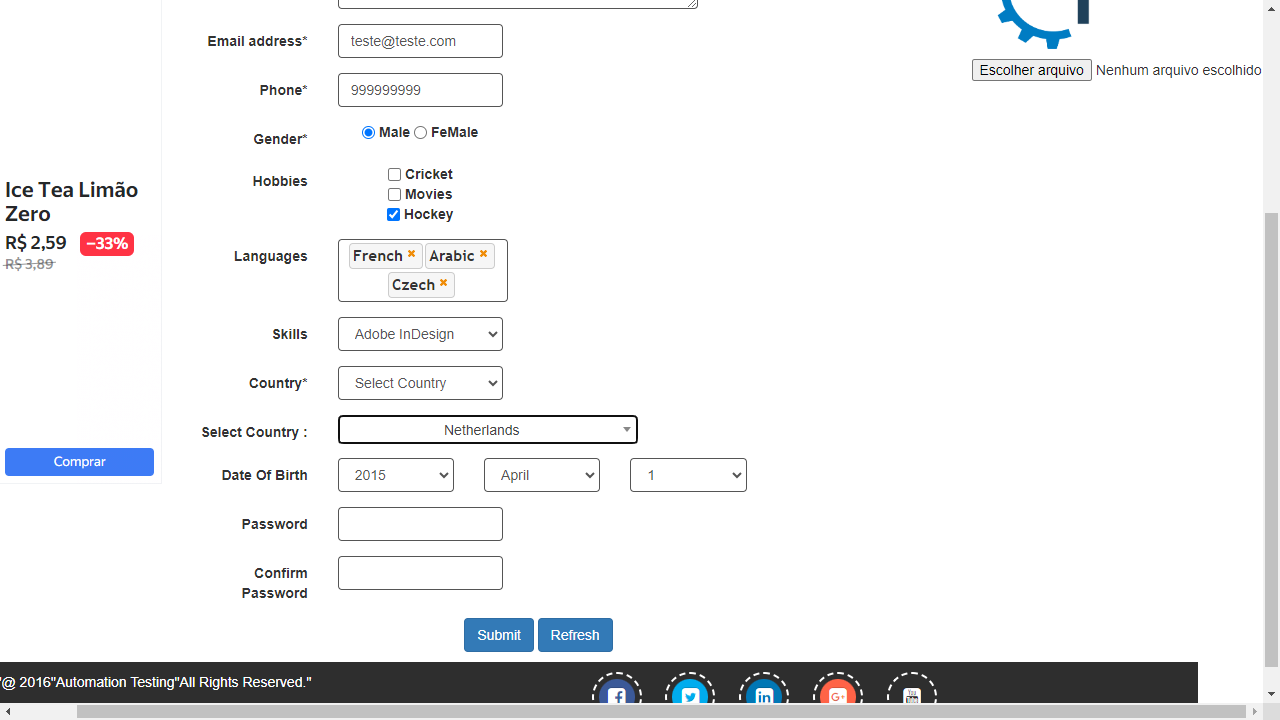 Email address*
teste@teste.com
Escolher arquivo Nenhum arquivo escolhido
Phone*
999999999
Gender*
Male FeMale
Hobbies
Cricket
Movies
Hockey
Ice Tea Limão
Zero
R$ 2,59 −33%
R$ 3,89
Languages
French Arabic
Czech
Skills
Adobe InDesign
Country*
Select Country
Select Country :
Netherlands
Comprar
Date Of Birth
2015 April 1
Password
Confirm
Password
Submit Refresh
"@ 2016"Automation Testing"All Rights Reserved."
f
in
G+
You